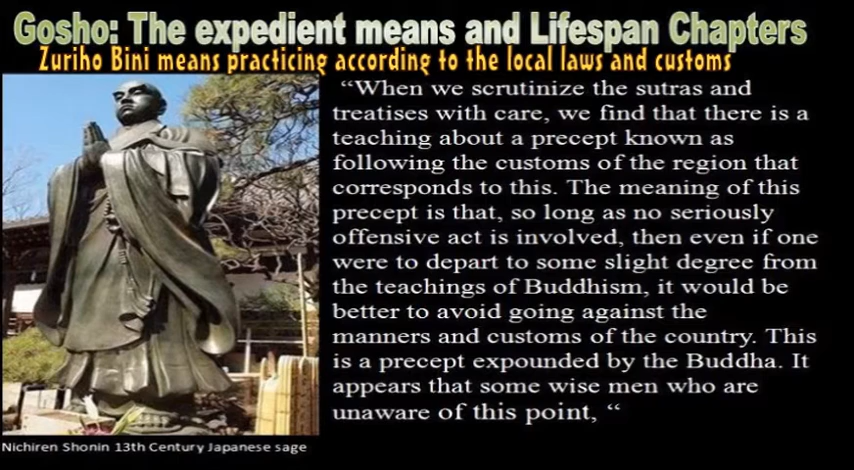 Gosho: The expedient means and Lifespan Chapters
Zuriho Bini means practicing according to the local laws and customs
“When we scrutinize the sutras and
treatises with care, we find that there is a
teaching about a precept known as
following the customs of the region that
corresponds to this. The meaning of this
precept is that, so long as no seriously
offensive act is involved, then even if one
were to depart to some slight degree from
the teachings of Buddhism, it would be
better to avoid going against the
manners and customs of the country. This
is a precept expounded by the Buddha. It
appears that some wise men who are
unaware of this point, “
Nichiren Shonin 13th Century Japanese sage